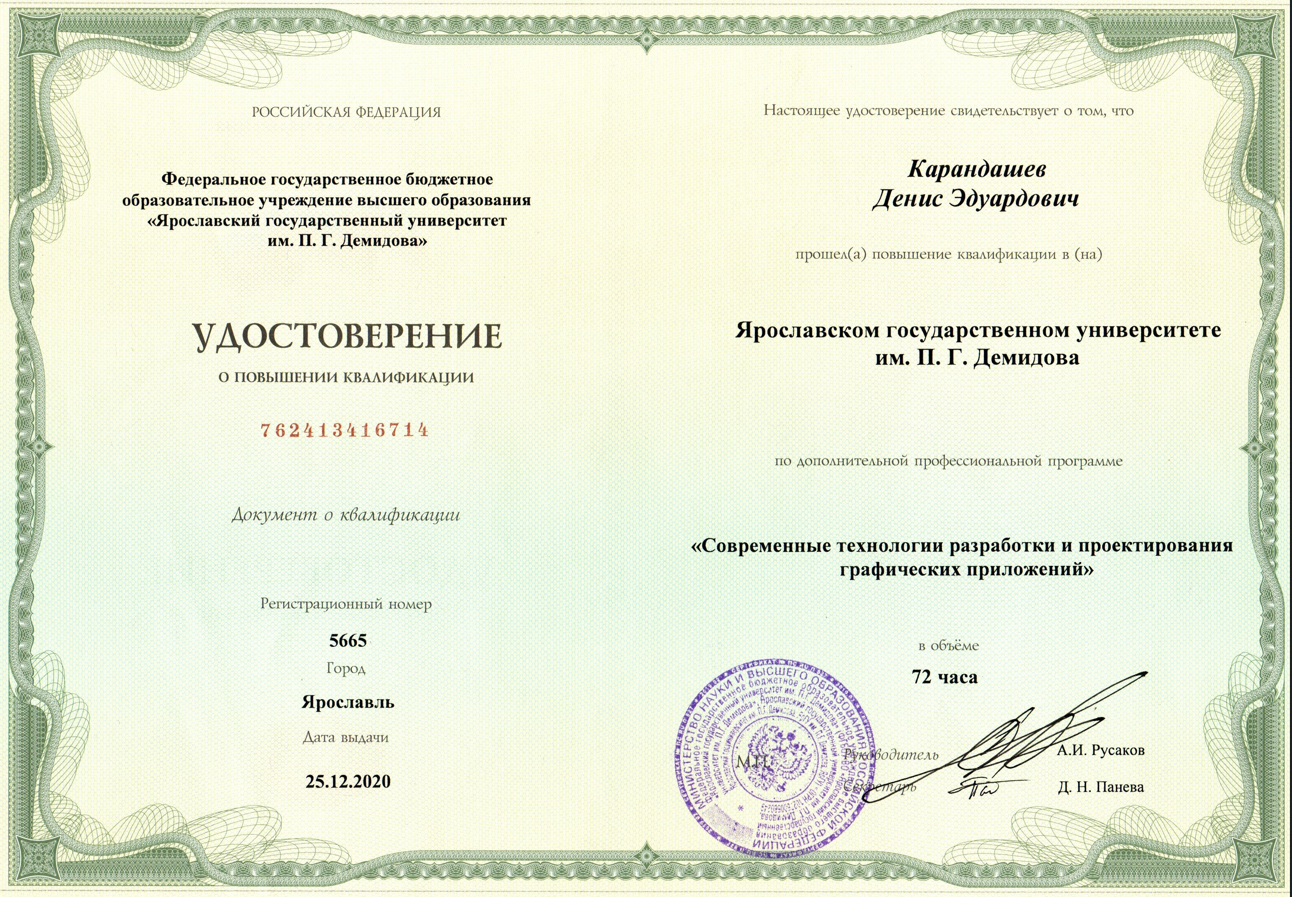 РОССИЙСКАЯ ФЕДЕРАЦИЯ
Федеральное государственное бюджетное
образовательное учреждение высшего образования
«Ярославский государственный университет
им. П. Г. Демидова»
УДОСТОВЕРЕНИЕ
О ПОВЫШЕНИИ КВАЛИФИКАЦИИ
762413416714
Документ о квалификации
Регистрационный номер
5665
Город
Ярославль
Дата выдачи
25.12.2020
Настоящее удостоверение свидетельствует о том, что
Карандашев
Денис Эдуардович
прошел(а) повышение квалификации в (на)
Ярославском государственном университете
им. П. Г. Демидова
по дополнительной профессиональной программе
«Современные технологии разработки и проектирования
графических приложений»
в объёме
72 часа
МИНИСТЕРСТВО НАУКИ И ВЫСШЕГО ОБРАЗОВАНИЯ РОССИЙСКОЙ ФЕДЕРАЦИИ
М.П.
Руководитель
А.И. Русаков
Секретарь
Д. Н. Панева